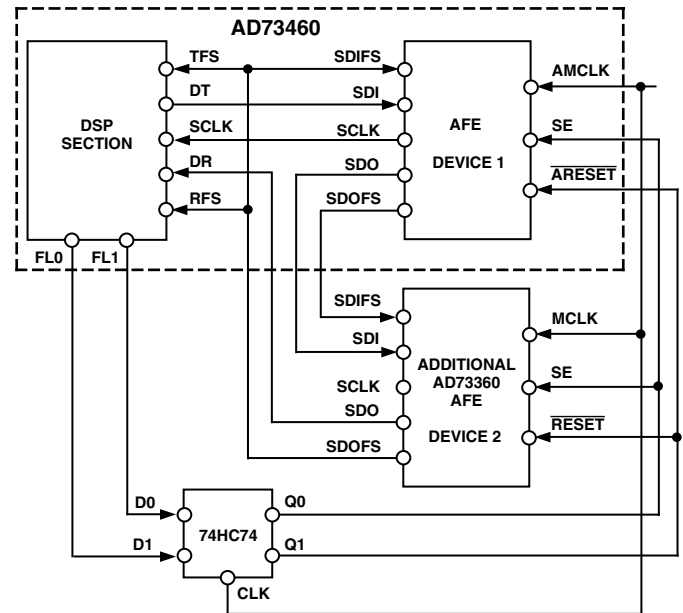 AD73460
TFS SDIFS
DT SDI
SCLK SCLK
DR SDO
RFS SDOFS
DSP
SECTION
AFE
DEVICE 1
AMCLK
SE
ARESET
FL0 FL1
SDIFS
SDI
SCLK
SDO
SDOFS
ADDITIONAL
AD73360
AFE
DEVICE 2
MCLK
SE
RESET
D0
D1
74HC74
Q0
Q1
CLK